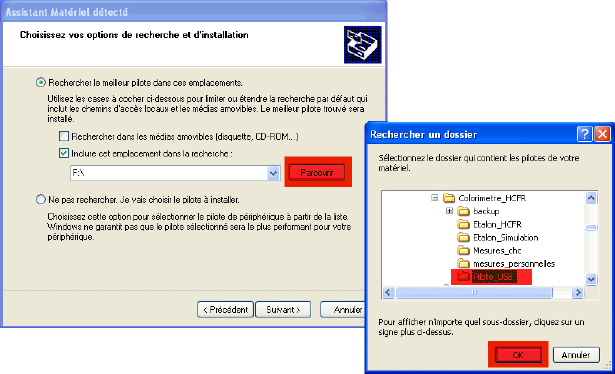 Assistant Matériel détecté
Choisissez vos options de recherche et d'installation
Rechercher le meilleur pilote dans ces emplacements.
Utilisez les cases à cocher ci-dessous pour limiter ou étendre la recherche par défaut qui
inclut les chemins d'accès locaux et les médias amovibles. Le meilleur pilote trouvé sera
installé.
Rechercher dans les médias amovibles (disquette, CD-ROM...)
Inclure cet emplacement dans la recherche :
F:\
Parcourir
Ne pas rechercher. Je vais choisir le pilote à installer.
Choisissez cette option pour sélectionner le pilote de périphérique à partir de la liste.
Windows ne garantit pas que le pilote sélectionné sera le plus performant pour votre
périphérique.
< Précédent
Suivant >
Annuler
Rechercher un dossier
Sélectionnez le dossier qui contient les pilotes de votre
matériel.
Colorimetre_HCFR
backup
Etalon_HCFR
Etalon_Simulation
Mesures_chc
mesures_personnelles
Pilote_USB
Pour afficher n'importe quel sous-dossier, cliquez sur un
signe plus ci-dessus.
OK
Annuler